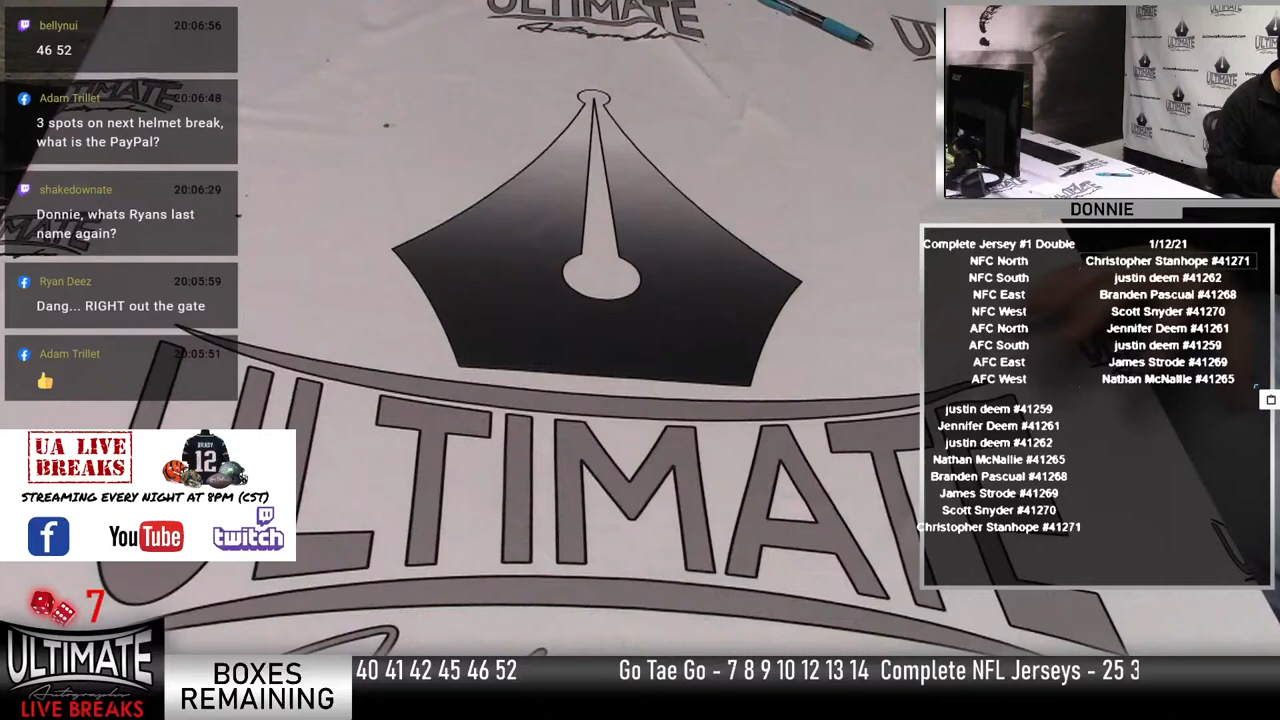 bellynui 20:06:56
46 52
Adam Trillet 20:06:48
3 spots on next helmet break,
what is the PayPal?
shakedownate 20:06:29
Donnie, whats Ryans last
name again?
Ryan Deez 20:05:59
Dang... RIGHT out the gate
Adam Trillet 20:05:51
👍
UA LIVE
BREAKS
BRADY
12
STREAMING EVERY NIGHT AT 8PM (CST)
YouTube
twitch
7
ULTIMATE
Autographs
LIVE BREAKS
BOXES
REMAINING
40 41 42 45 46 52 Go Tae Go - 7 8 9 10 12 13 14 Complete NFL Jerseys - 25 3
ULTIMATE
Autographs
ULTIMATE
DONNIE
Complete Jersey #1 Double 1/12/21
NFC North Christopher Stanhope #41271
NFC South justin deem #41262
NFC East Branden Pascual #41268
NFC West Scott Snyder #41270
AFC North Jennifer Deem #41261
AFC South justin deem #41259
AFC East James Strode #41269
AFC West Nathan McNallie #41265
justin deem #41259
Jennifer Deem #41261
justin deem #41262
Nathan McNallie #41265
Branden Pascual #41268
James Strode #41269
Scott Snyder #41270
Christopher Stanhope #41271